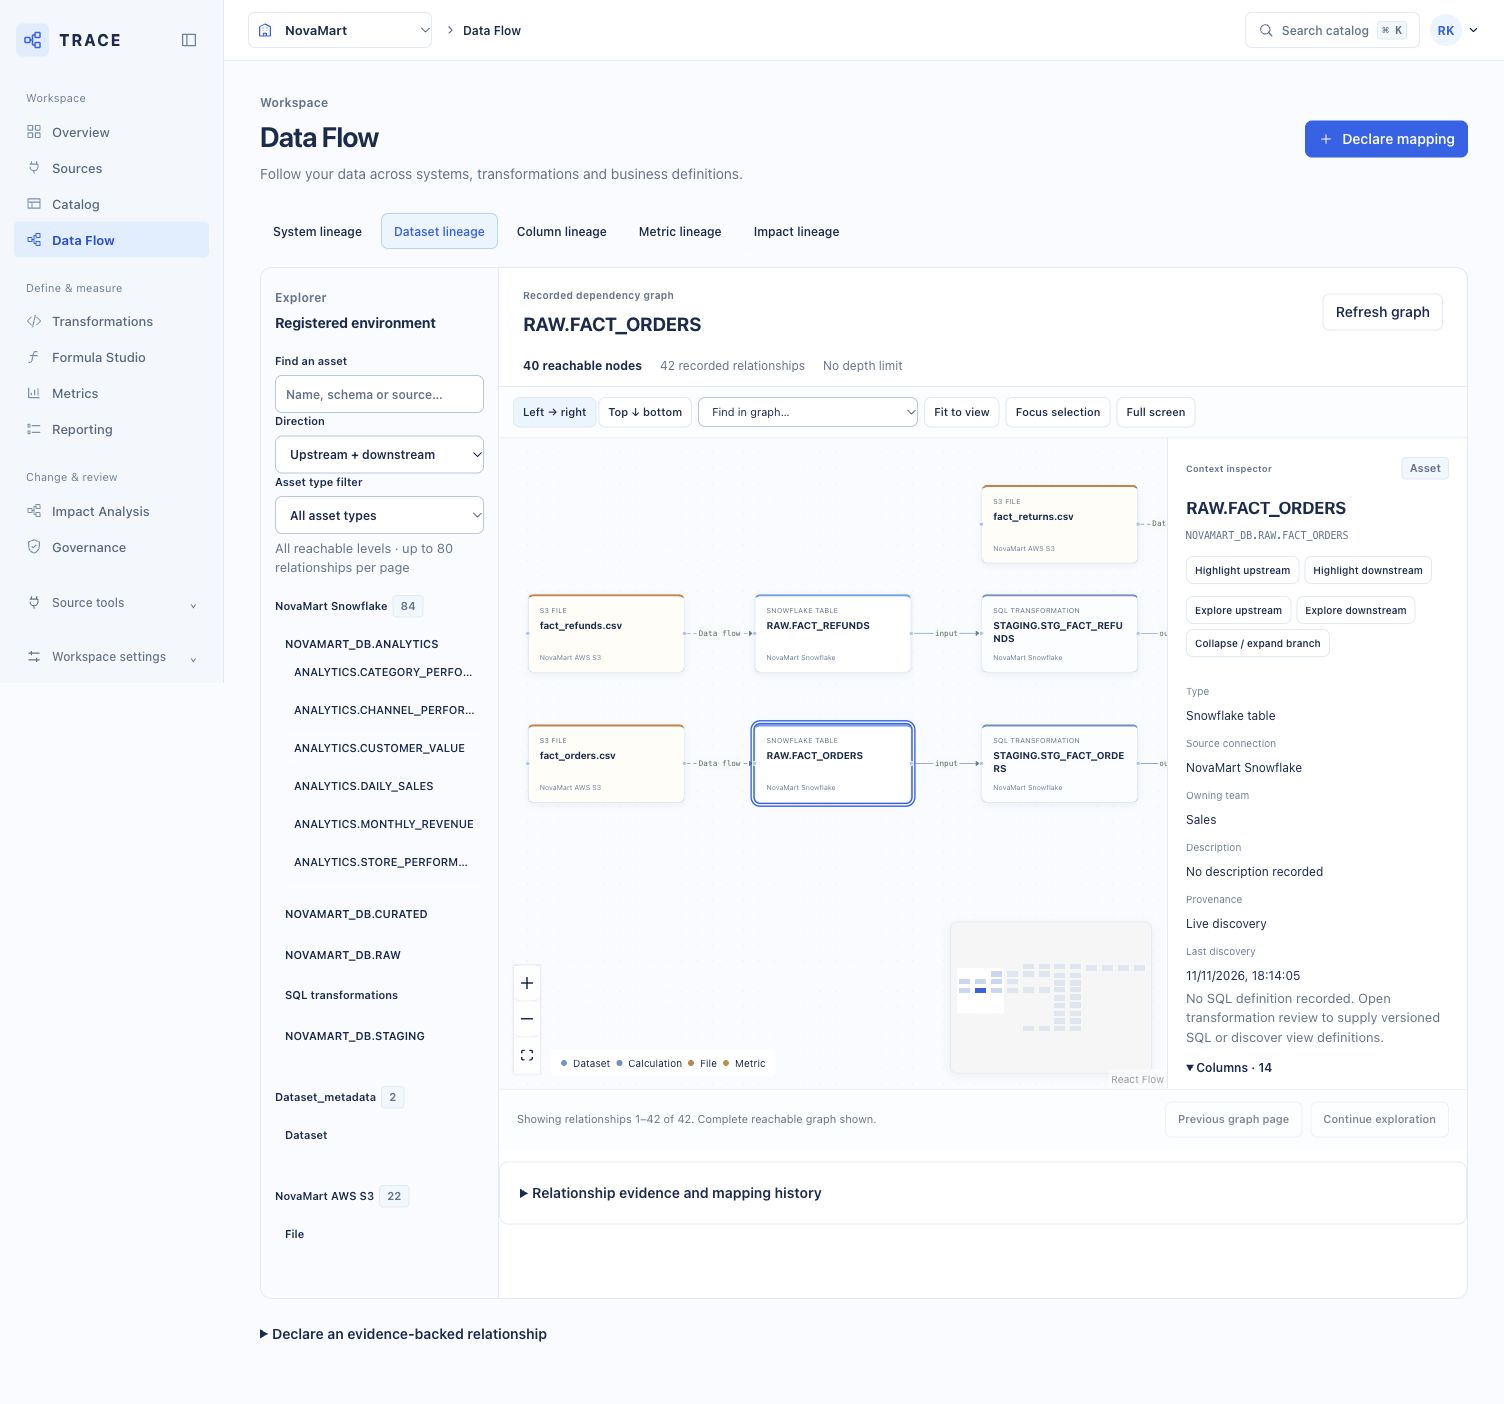 TRACE
Workspace
Overview
Sources
Catalog
Data Flow
Define & measure
Transformations
Formula Studio
Metrics
Reporting
Change & review
Impact Analysis
Governance
Source tools
Workspace settings
NovaMart
Data Flow
Search catalog
⌘ K
RK
Workspace
Data Flow
Follow your data across systems, transformations and business definitions.
+ Declare mapping
System lineage
Dataset lineage
Column lineage
Metric lineage
Impact lineage
Explorer
Registered environment
Find an asset
Name, schema or source...
Direction
Upstream + downstream
Asset type filter
All asset types
All reachable levels · up to 80
relationships per page
NovaMart Snowflake 84
NOVAMART_DB.ANALYTICS
ANALYTICS.CATEGORY_PERFO...
ANALYTICS.CHANNEL_PERFOR...
ANALYTICS.CUSTOMER_VALUE
ANALYTICS.DAILY_SALES
ANALYTICS.MONTHLY_REVENUE
ANALYTICS.STORE_PERFORM...
NOVAMART_DB.CURATED
NOVAMART_DB.RAW
SQL transformations
NOVAMART_DB.STAGING
Dataset_metadata 2
Dataset
NovaMart AWS S3 22
File
Recorded dependency graph
RAW.FACT_ORDERS
Refresh graph
40 reachable nodes
42 recorded relationships
No depth limit
Left → right
Top ↓ bottom
Find in graph...
Fit to view
Focus selection
Full screen
S3 FILE
fact_returns.csv
NovaMart AWS S3
Dat
S3 FILE
fact_refunds.csv
NovaMart AWS S3
Data flow
SNOWFLAKE TABLE
RAW.FACT_REFUNDS
NovaMart Snowflake
input
SQL TRANSFORMATION
STAGING.STG_FACT_REFU
NDS
NovaMart Snowflake
ou
S3 FILE
fact_orders.csv
NovaMart AWS S3
Data flow
SNOWFLAKE TABLE
RAW.FACT_ORDERS
NovaMart Snowflake
input
SQL TRANSFORMATION
STAGING.STG_FACT_ORDE
RS
NovaMart Snowflake
ou
Dataset
Calculation
File
Metric
React Flow
Context inspector
Asset
RAW.FACT_ORDERS
NOVAMART_DB.RAW.FACT_ORDERS
Highlight upstream
Highlight downstream
Explore upstream
Explore downstream
Collapse / expand branch
Type
Snowflake table
Source connection
NovaMart Snowflake
Owning team
Sales
Description
No description recorded
Provenance
Live discovery
Last discovery
11/11/2026, 18:14:05
No SQL definition recorded. Open
transformation review to supply versioned
SQL or discover view definitions.
▼ Columns · 14
Showing relationships 1–42 of 42. Complete reachable graph shown.
Previous graph page
Continue exploration
▶ Relationship evidence and mapping history
▶ Declare an evidence-backed relationship